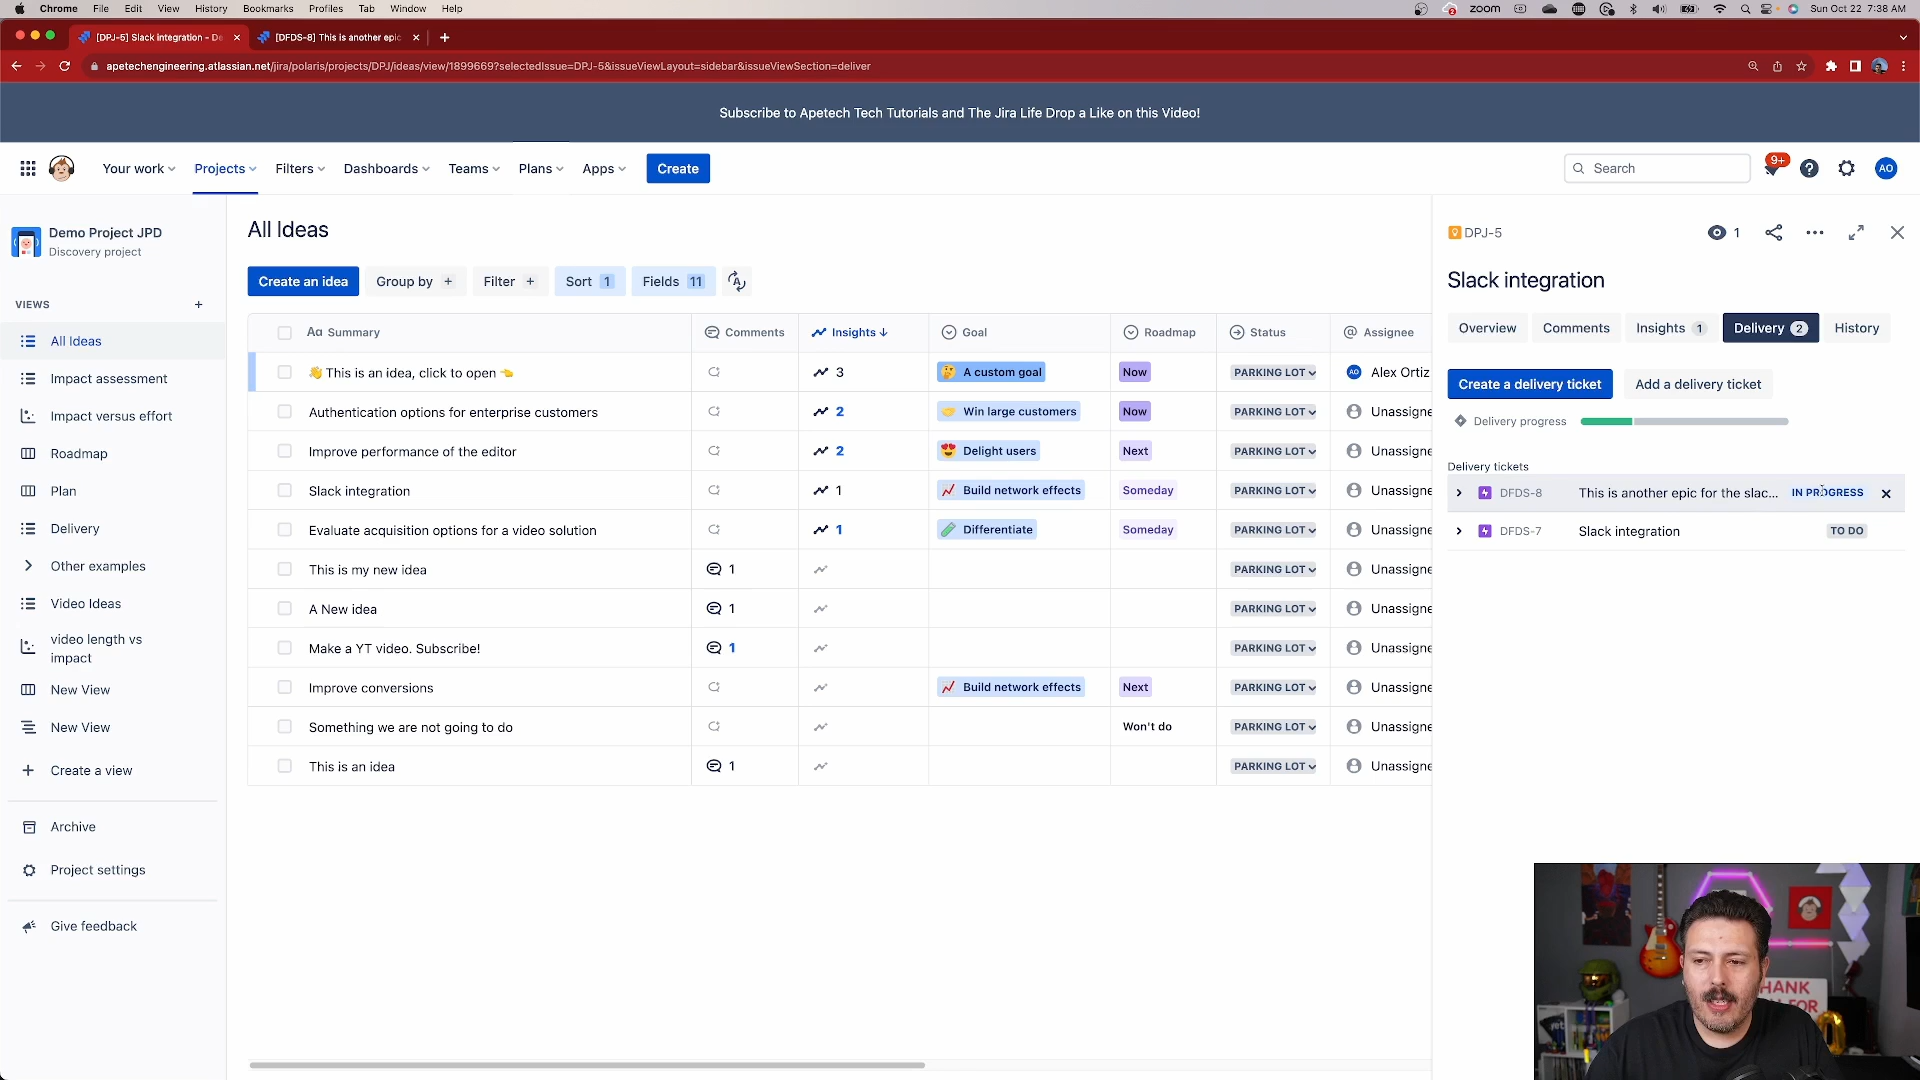 Chrome File Edit View History Bookmarks Profiles Tab Window Help
2 zoom Sun Oct 22 7:38 AM
[DPJ-5] Slack integration - De
[DFDS-8] This is another epic
apetechengineering.atlassian.net/jira/polaris/projects/DPJ/ideas/view/1899669?selectedIssue=DPJ-5&issueViewLayout=sidebar&issueViewSection=deliver
Subscribe to Apetech Tech Tutorials and The Jira Life Drop a Like on this Video!
Your work Projects Filters Dashboards Teams Plans Apps Create
Search 9+ AO
Demo Project JPD
Discovery project
VIEWS
All Ideas
Impact assessment
Impact versus effort
Roadmap
Plan
Delivery
Other examples
Video Ideas
video length vs
impact
New View
New View
Create a view
Archive
Project settings
Give feedback
All Ideas
Create an idea Group by Filter Sort 1 Fields 11
Aa Summary Comments Insights Goal Roadmap Status Assignee
👋 This is an idea, click to open 👈 3 🤔 A custom goal Now PARKING LOT AO Alex Ortiz
Authentication options for enterprise customers 2 Win large customers Now PARKING LOT Unassigne
Improve performance of the editor 2 😍 Delight users Next PARKING LOT Unassigne
Slack integration 1 📈 Build network effects Someday PARKING LOT Unassigne
Evaluate acquisition options for a video solution 1 🧪 Differentiate Someday PARKING LOT Unassigne
This is my new idea 1 PARKING LOT Unassigne
A New idea 1 PARKING LOT Unassigne
Make a YT video. Subscribe! 1 PARKING LOT Unassigne
Improve conversions 📈 Build network effects Next PARKING LOT Unassigne
Something we are not going to do Won't do PARKING LOT Unassigne
This is an idea 1 PARKING LOT Unassigne
DPJ-5 1
Slack integration
Overview Comments Insights 1 Delivery 2 History
Create a delivery ticket Add a delivery ticket
Delivery progress
Delivery tickets
DFDS-8 This is another epic for the slac... IN PROGRESS
DFDS-7 Slack integration TO DO
THANK
FOR
yet